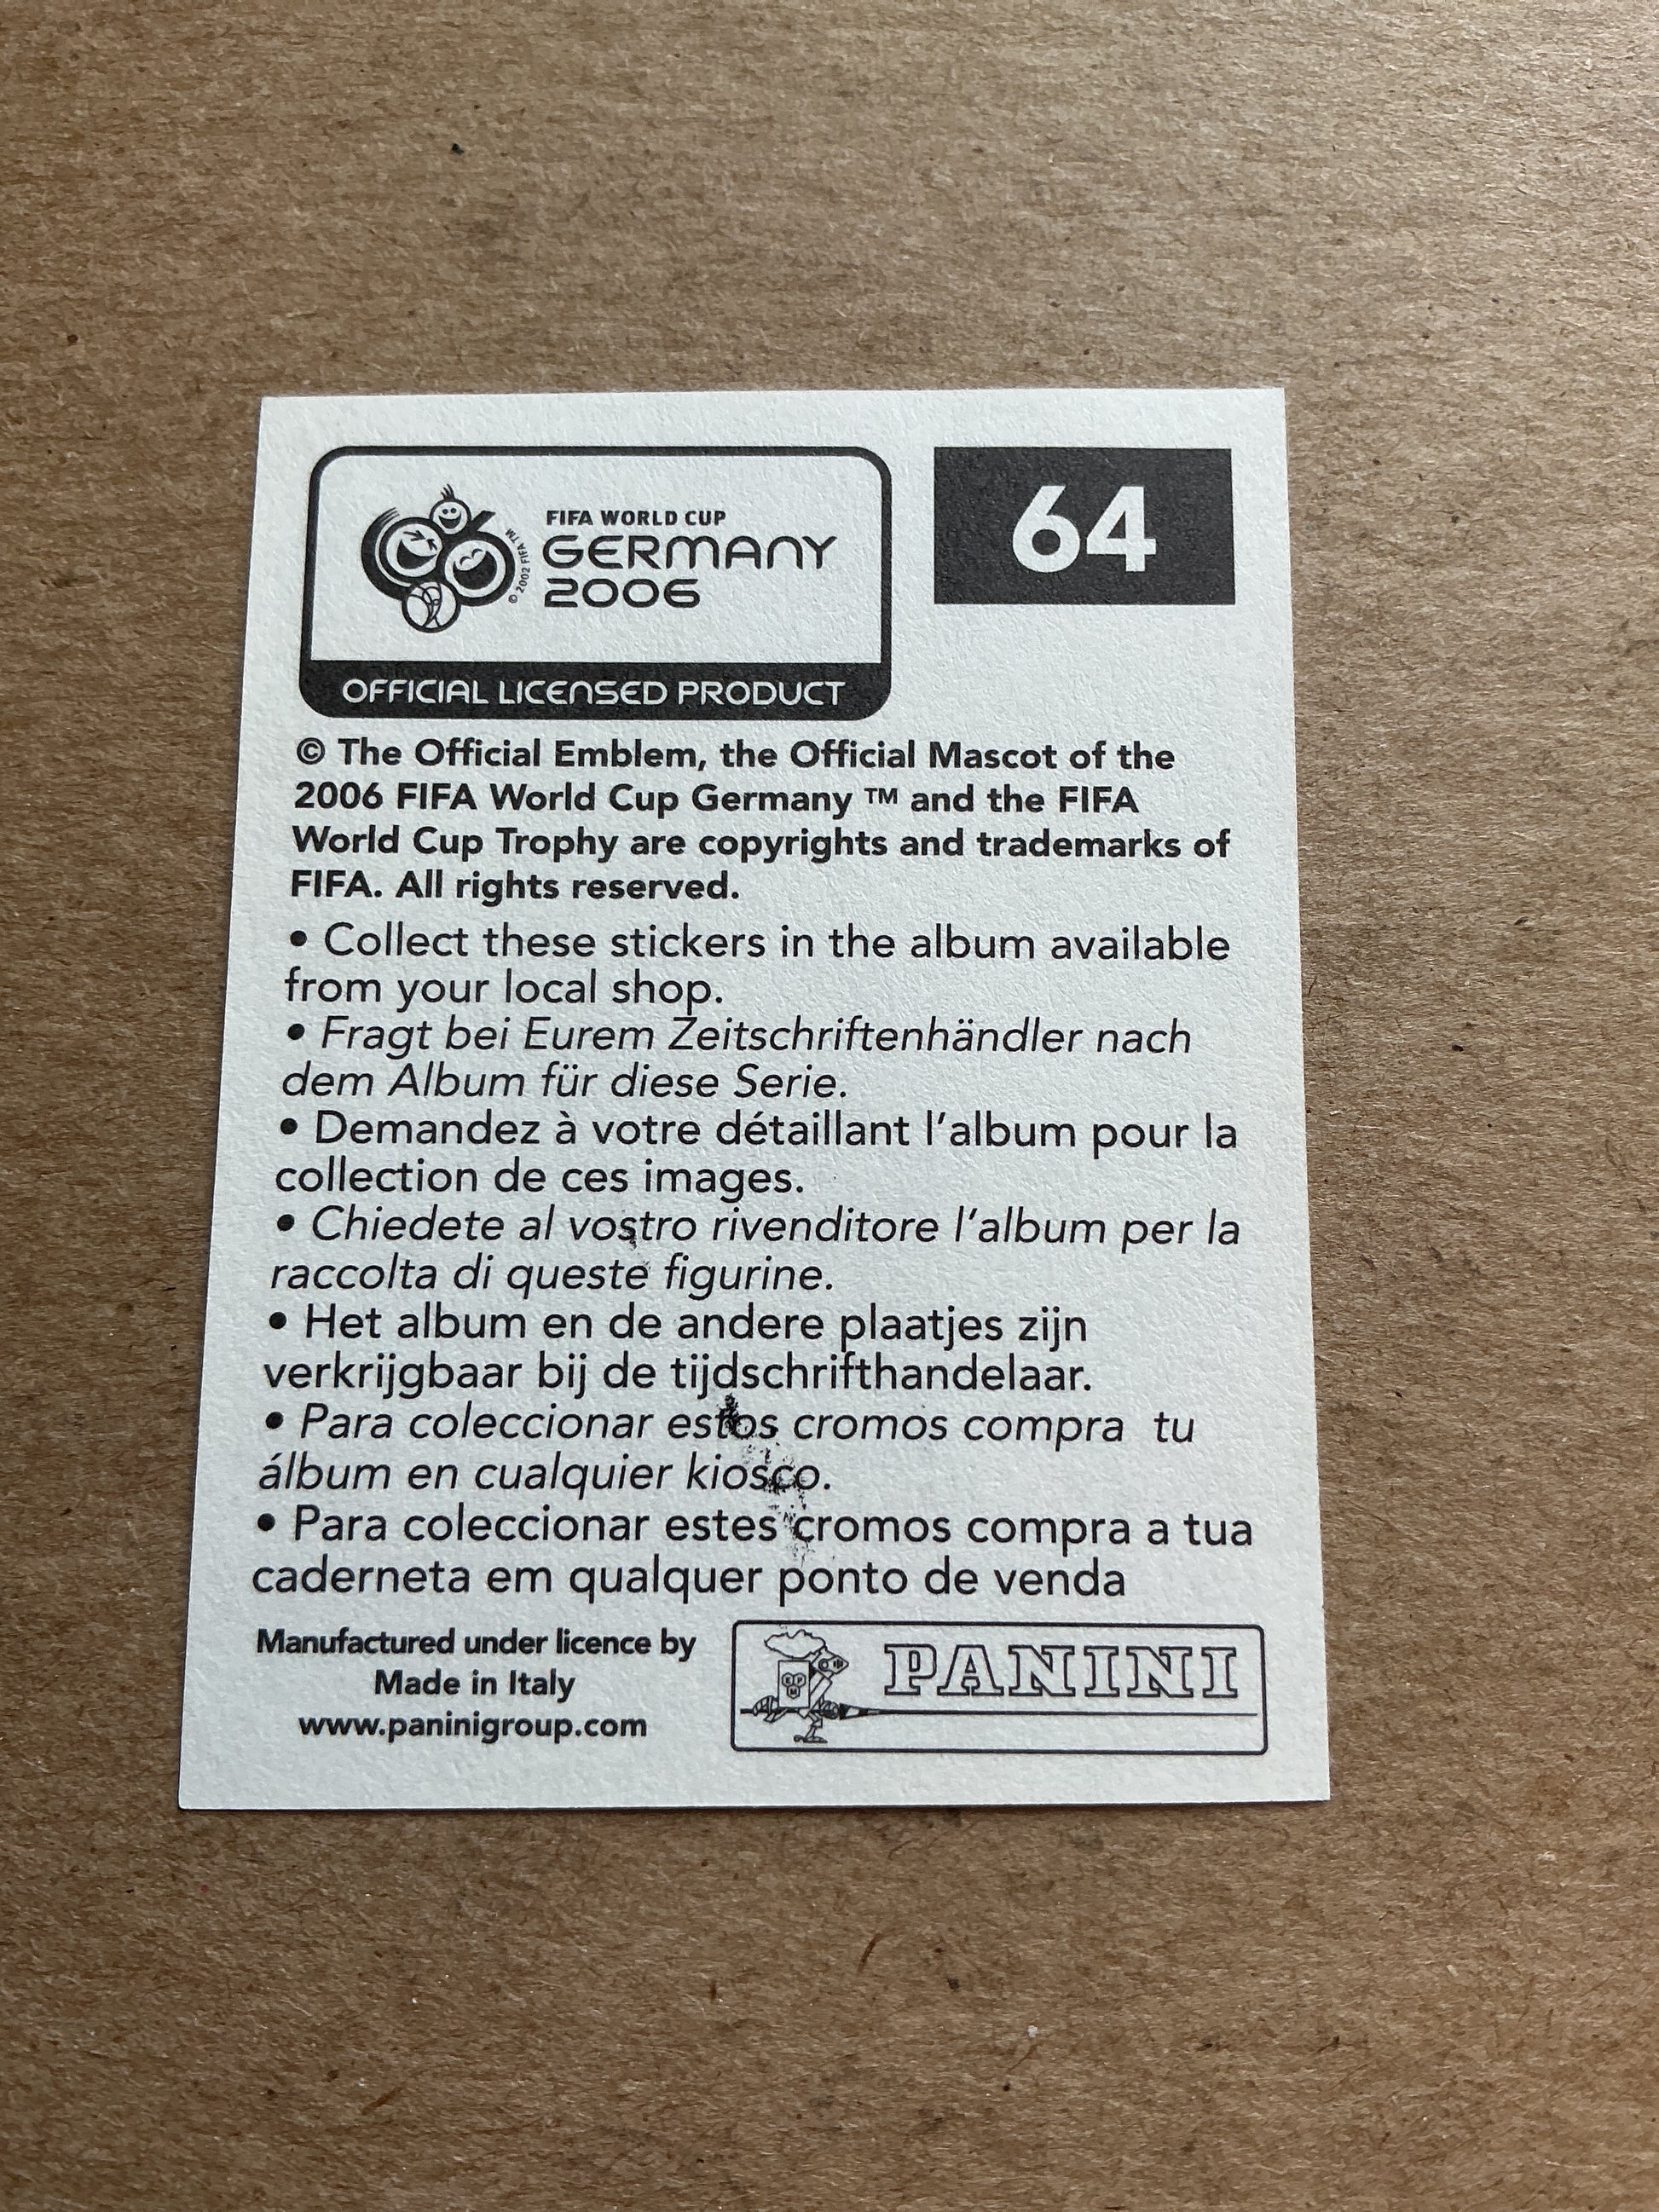 FIFA WORLD CUP
GERMANY
2006
© 2002 FIFA TM
64
OFFICIAL LICENSED PRODUCT
© The Official Emblem, the Official Mascot of the
2006 FIFA World Cup Germany ™ and the FIFA
World Cup Trophy are copyrights and trademarks of
FIFA. All rights reserved.
• Collect these stickers in the album available
from your local shop.
• Fragt bei Eurem Zeitschriftenhändler nach
dem Album für diese Serie.
• Demandez à votre détaillant l'album pour la
collection de ces images.
• Chiedete al vostro rivenditore l'album per la
raccolta di queste figurine.
• Het album en de andere plaatjes zijn
verkrijgbaar bij de tijdschrifthandelaar.
• Para coleccionar estos cromos compra  tu
álbum en cualquier kiosco.
• Para coleccionar estes cromos compra a tua
caderneta em qualquer ponto de venda
Manufactured under licence by
Made in Italy
www.paninigroup.com
PANINI